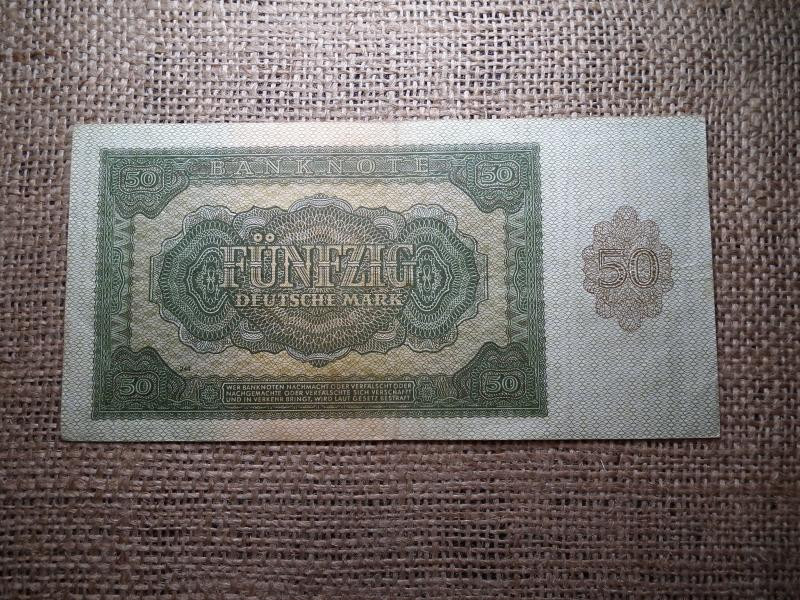 BANKNOTE
50 50
FÜNFZIG
DEUTSCHE MARK
50
50 50
WER BANKNOTEN NACHMACHT ODER VERFÄLSCHT ODER
NACHGEMACHTE ODER VERFÄLSCHTE SICH VERSCHAFFT
UND IN VERKEHR BRINGT, WIRD LAUT GESETZ BESTRAFT